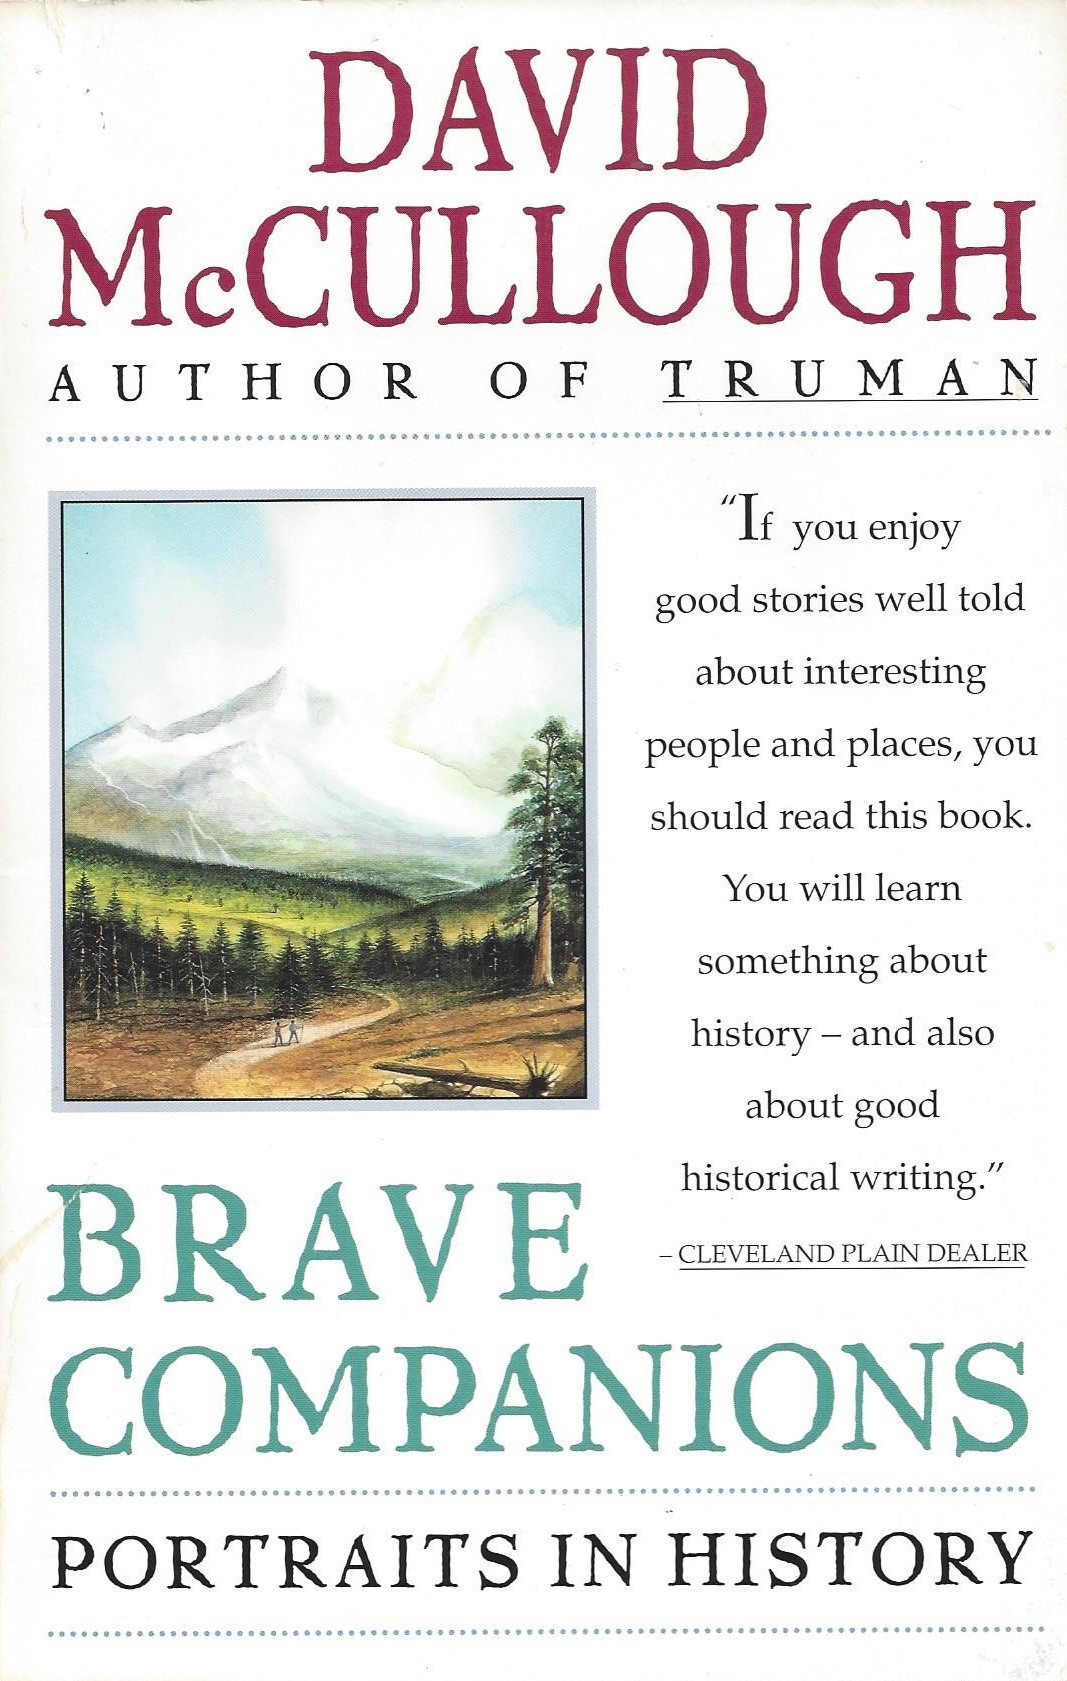 DAVID
McCULLOUGH
AUTHOR OF TRUMAN
“If you enjoy
good stories well told
about interesting
people and places, you
should read this book.
You will learn
something about
history – and also
about good
historical writing.”
– CLEVELAND PLAIN DEALER
BRAVE
COMPANIONS
PORTRAITS IN HISTORY